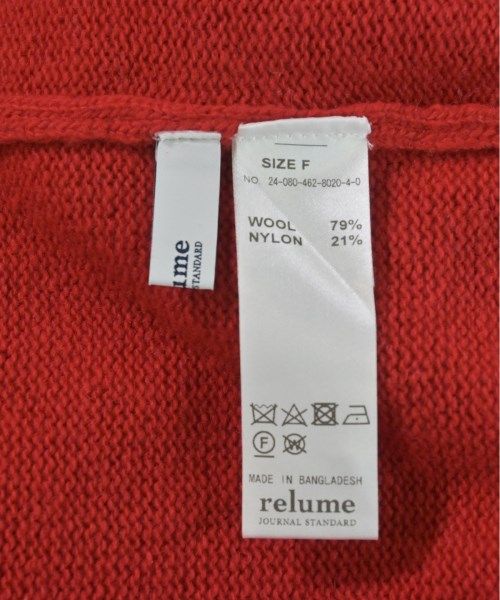 SIZE F
NO. 24-080-462-8020-4-0
WOOL 79%
NYLON 21%
F
W
MADE IN BANGLADESH
relume
JOURNAL STANDARD
ume
STANDARD